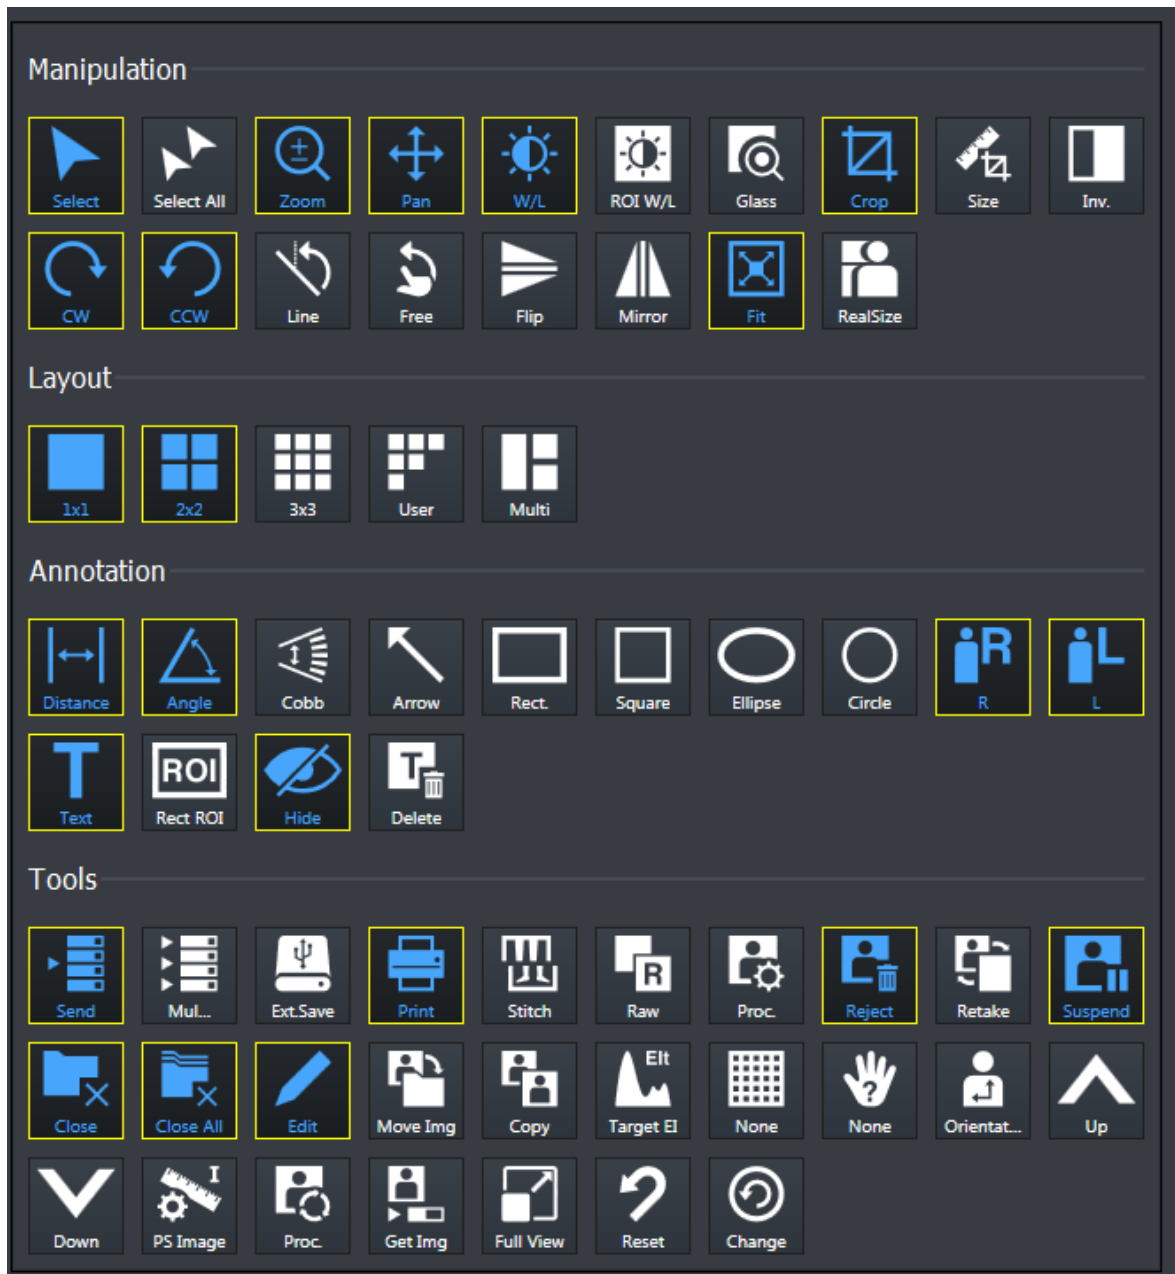 Manipulation
Select Select All Zoom Pan W/L ROI W/L Glass Crop Size Inv.
CW CCW Line Free Flip Mirror Fit RealSize
Layout
1x1 2x2 3x3 User Multi
Annotation
R L
Distance Angle Cobb Arrow Rect. Square Ellipse Circle R L
T ROI T
Text Rect ROI Hide Delete
Tools
R
Send Mul... Ext.Save Print Stitch Raw Proc. Reject Retake Suspend
EIt
?
Close Close All Edit Move Img Copy Target EI None None Orientat... Up
I
Down PS Image Proc. Get Img Full View Reset Change